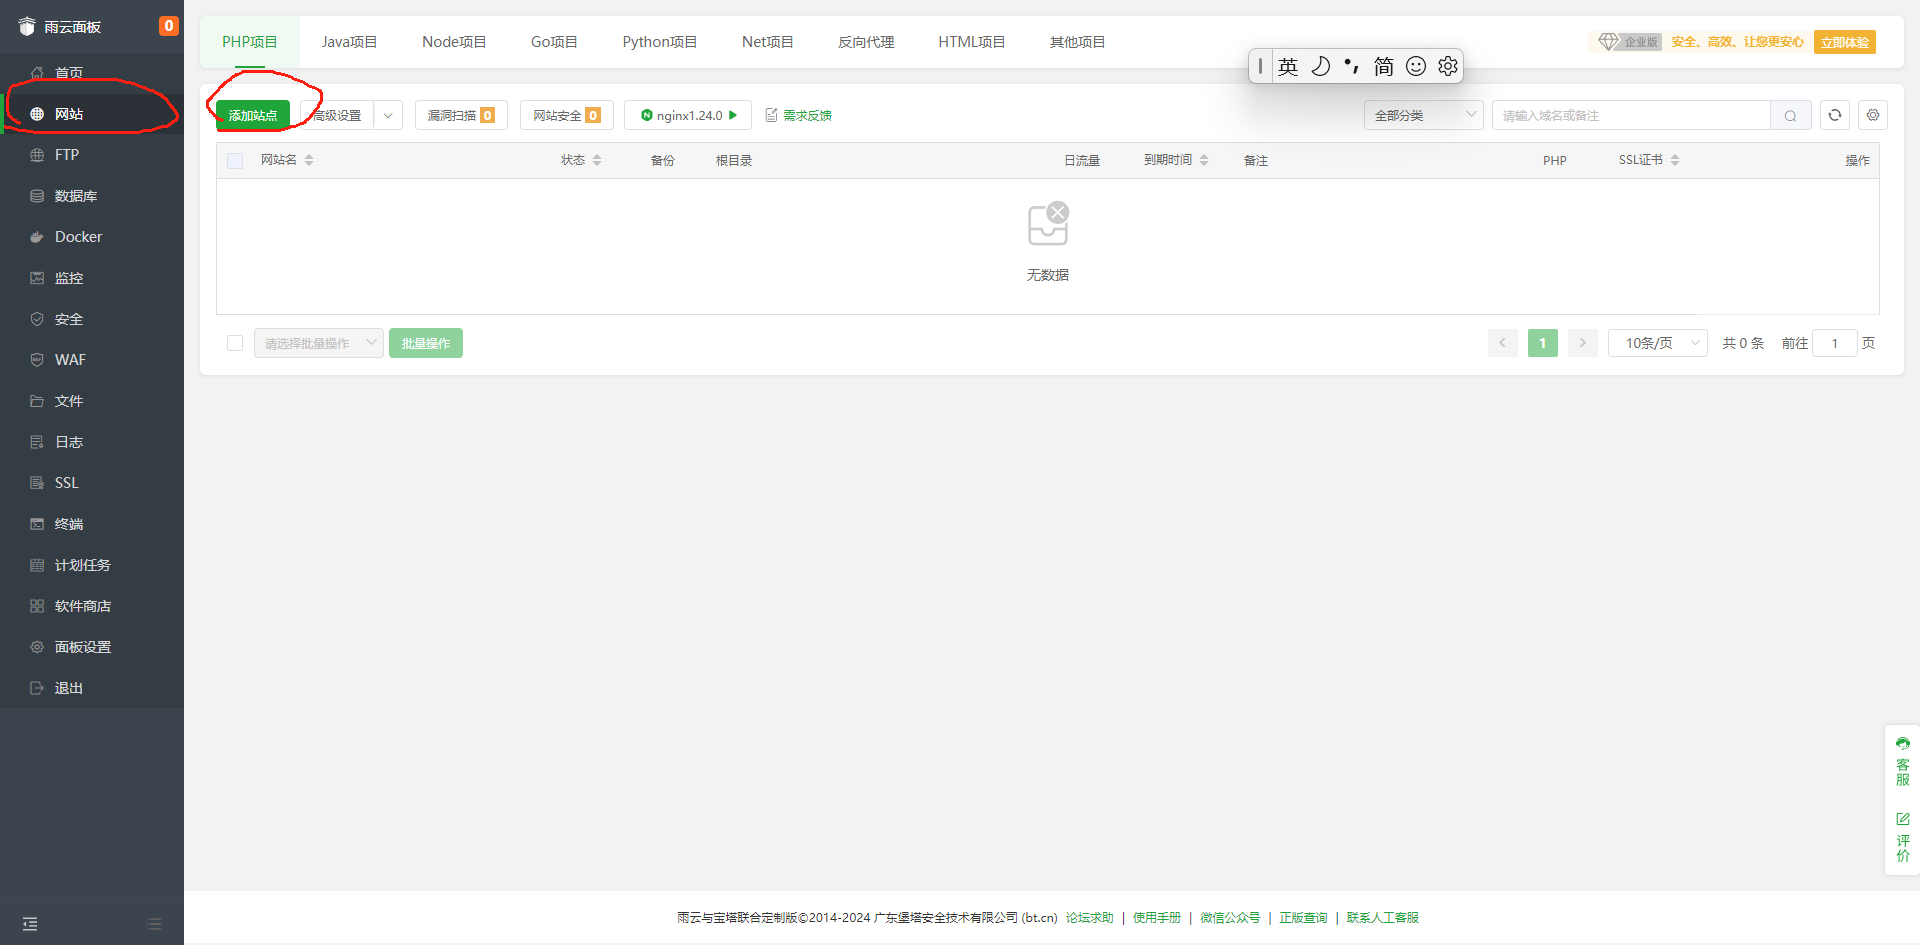 雨云面板 0
首页
网站
FTP
数据库
Docker
监控
安全
WAF
文件
日志
SSL
终端
计划任务
软件商店
面板设置
退出
PHP项目 Java项目 Node项目 Go项目 Python项目 Net项目 反向代理 HTML项目 其他项目
企业版 安全、高效、让您更安心 立即体验
英 简
添加站点 高级设置 漏洞扫描 0 网站安全 0 nginx1.24.0 需求反馈 全部分类 请输入域名或备注
网站名 状态 备份 根目录 日流量 到期时间 备注 PHP SSL证书 操作
无数据
请选择批量操作 批量操作 1 10条/页 共 0 条 前往 1 页
客服
评价
雨云与宝塔联合定制版©2014-2024 广东堡塔安全技术有限公司 (bt.cn) 论坛求助 | 使用手册 | 微信公众号 | 正版查询 | 联系人工客服